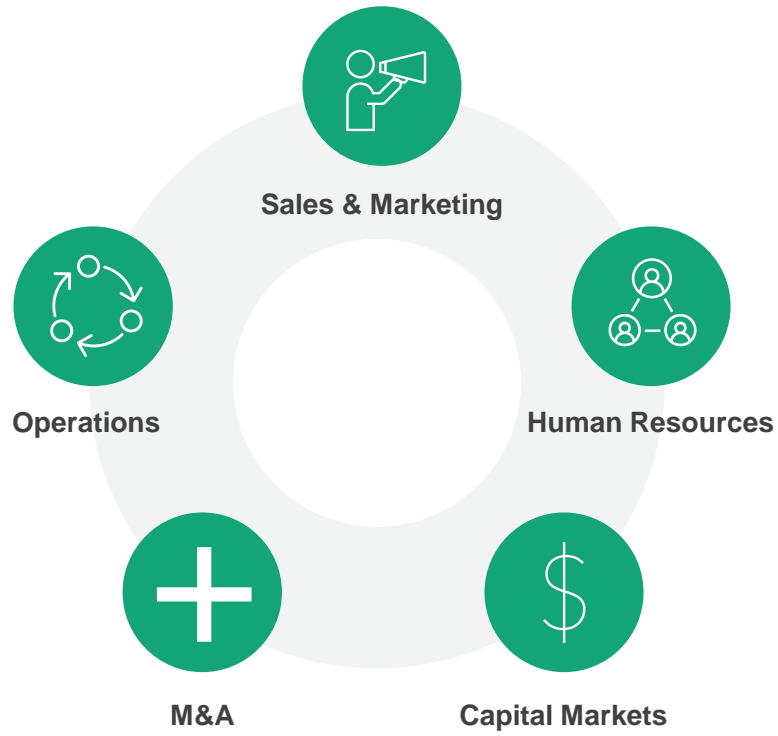 Sales & Marketing
Operations
Human Resources
M&A
Capital Markets